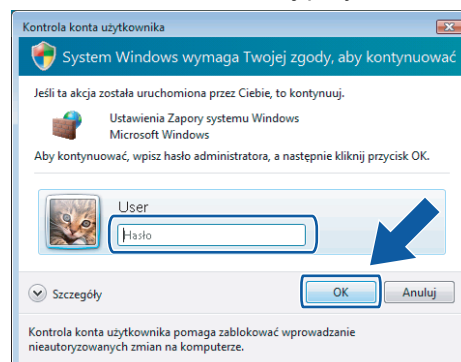 Kontrola konta użytkownika
System Windows wymaga Twojej zgody, aby kontynuować
Jeśli ta akcja została uruchomiona przez Ciebie, to kontynuuj.
Ustawienia Zapory systemu Windows
Microsoft Windows
Aby kontynuować, wpisz hasło administratora, a następnie kliknij przycisk OK.
User
Hasło
Szczegóły
OK
Anuluj
Kontrola konta użytkownika pomaga zablokować wprowadzanie
nieautoryzowanych zmian na komputerze.